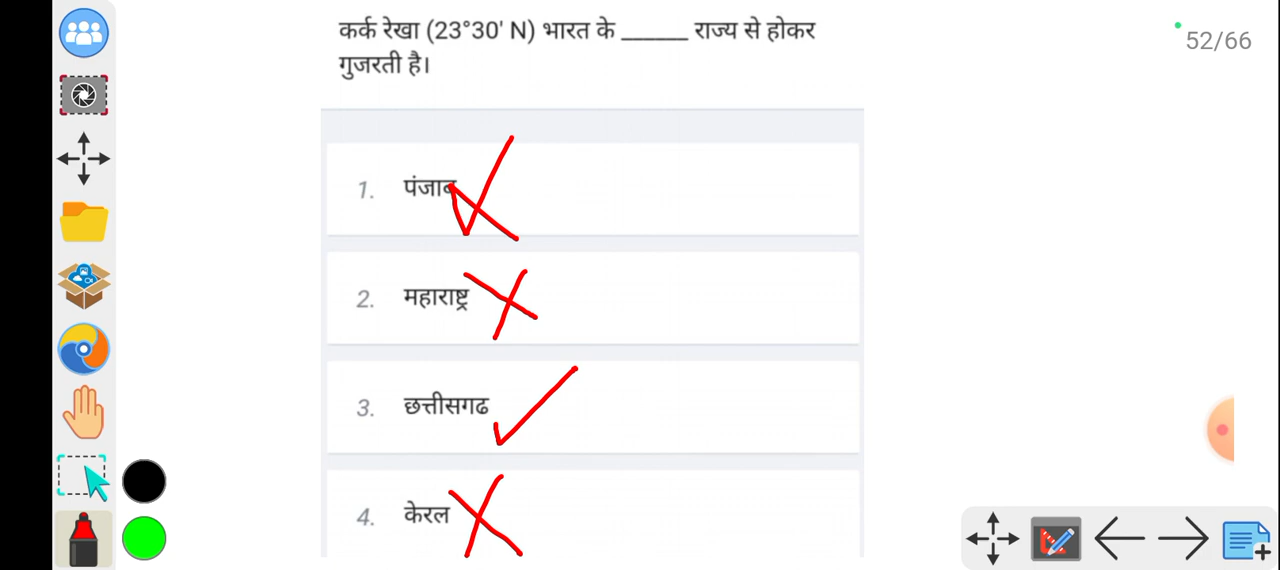 कर्क रेखा (23°30' N) भारत के ______ राज्य से होकर
गुजरती है।
52/66
1. पंजाब
2. महाराष्ट्र
3. छत्तीसगढ
4. केरल